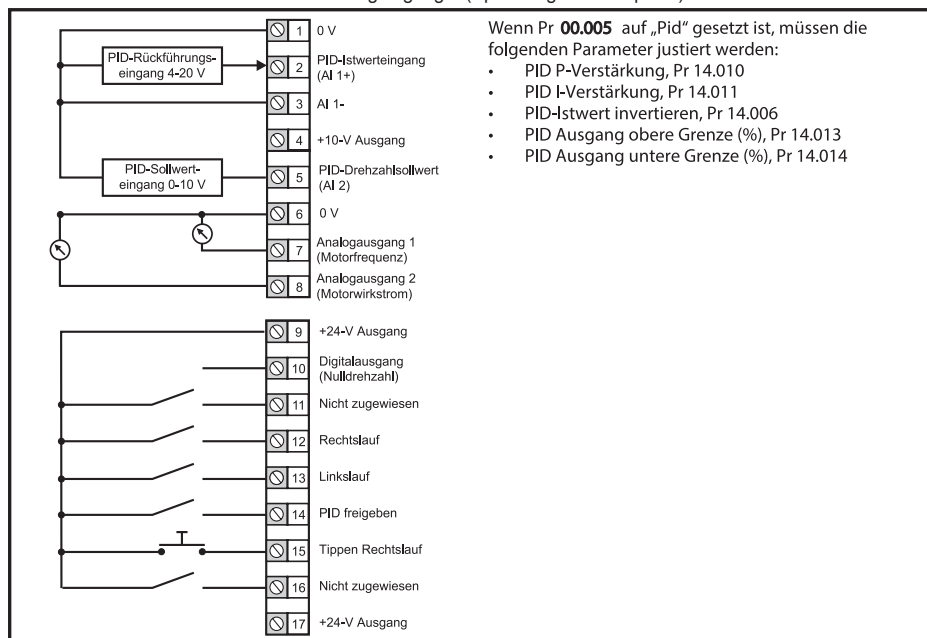 1 0 V
PID-Rückführungs-
eingang 4-20 V
2 PID-Istwerteingang
(AI 1+)
3 AI 1-
4 +10-V Ausgang
PID-Sollwert-
eingang 0-10 V
5 PID-Drehzahlsollwert
(AI 2)
6 0 V
7 Analogausgang 1
(Motorfrequenz)
8 Analogausgang 2
(Motorwirkstrom)
9 +24-V Ausgang
10 Digitalausgang
(Nulldrehzahl)
11 Nicht zugewiesen
12 Rechtslauf
13 Linkslauf
14 PID freigeben
15 Tippen Rechtslauf
16 Nicht zugewiesen
17 +24-V Ausgang
Wenn Pr 00.005 auf „Pid“ gesetzt ist, müssen die
folgenden Parameter justiert werden:
• PID P-Verstärkung, Pr 14.010
• PID I-Verstärkung, Pr 14.011
• PID-Istwert invertieren, Pr 14.006
• PID Ausgang obere Grenze (%), Pr 14.013
• PID Ausgang untere Grenze (%), Pr 14.014